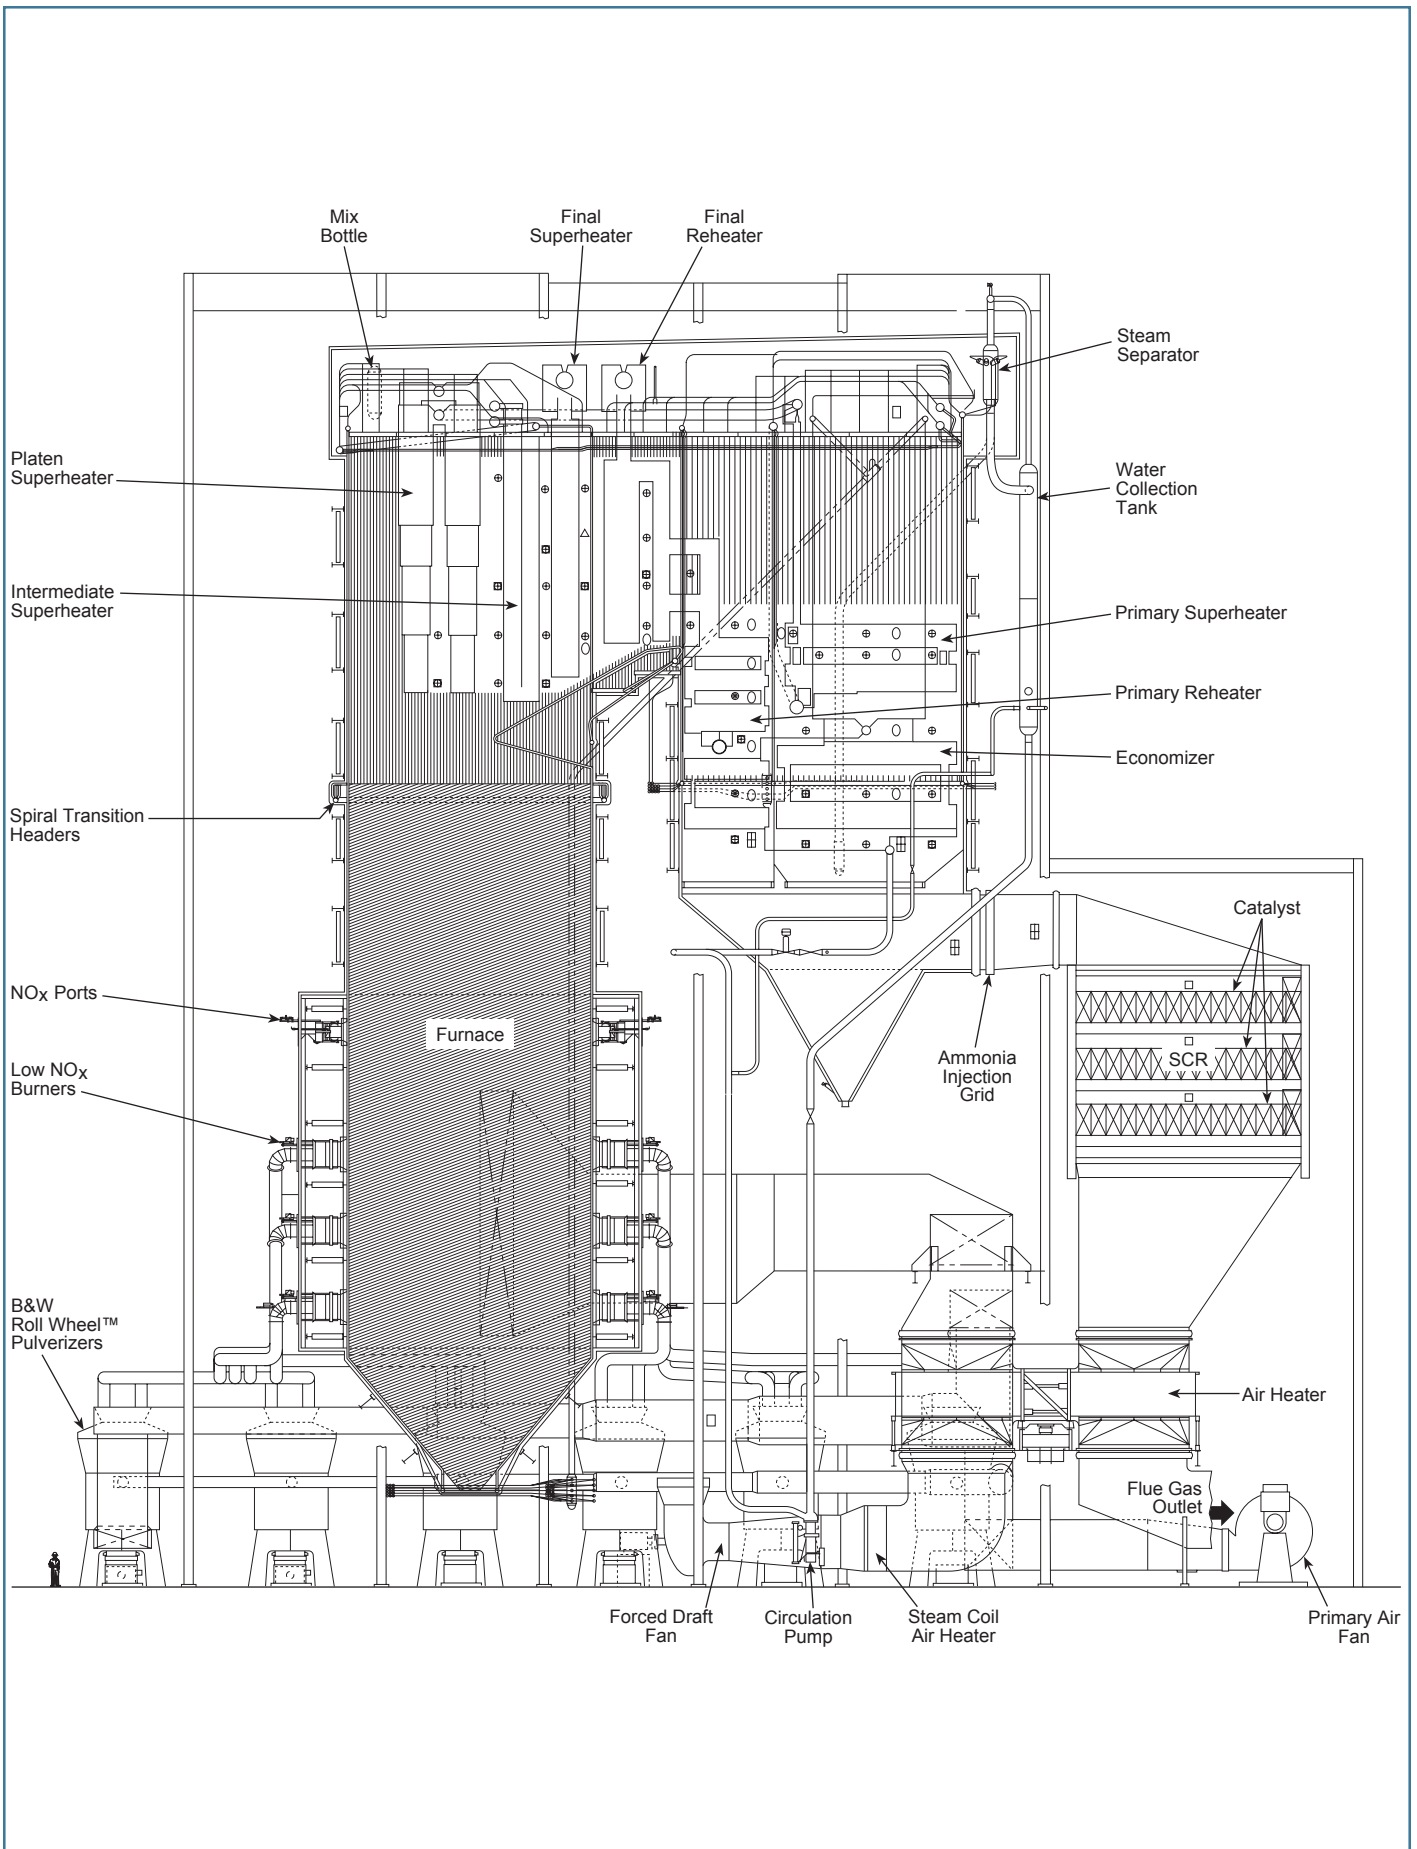 Mix
Bottle
Final
Superheater
Final
Reheater
Steam
Separator
Platen
Superheater
Water
Collection
Tank
Intermediate
Superheater
Primary Superheater
Primary Reheater
Economizer
Spiral Transition
Headers
Catalyst
NOx Ports
Furnace
Low NOx
Burners
Ammonia
Injection
Grid
SCR
B&W
Roll Wheel™
Pulverizers
Air Heater
Flue Gas
Outlet
Forced Draft
Fan
Circulation
Pump
Steam Coil
Air Heater
Primary Air
Fan